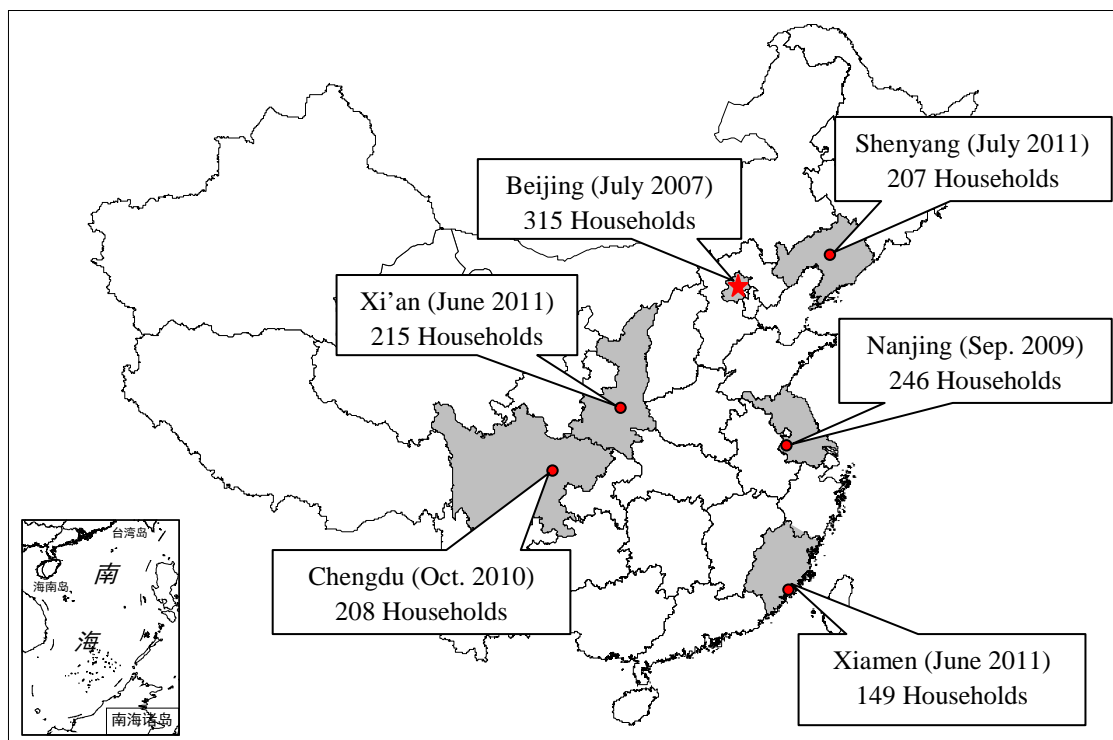 Shenyang (July 2011)
207 Households
Beijing (July 2007)
315 Households
Xi’an (June 2011)
215 Households
Nanjing (Sep. 2009)
246 Households
Chengdu (Oct. 2010)
208 Households
Xiamen (June 2011)
149 Households
台湾岛
南
海南岛
海
南海诸岛